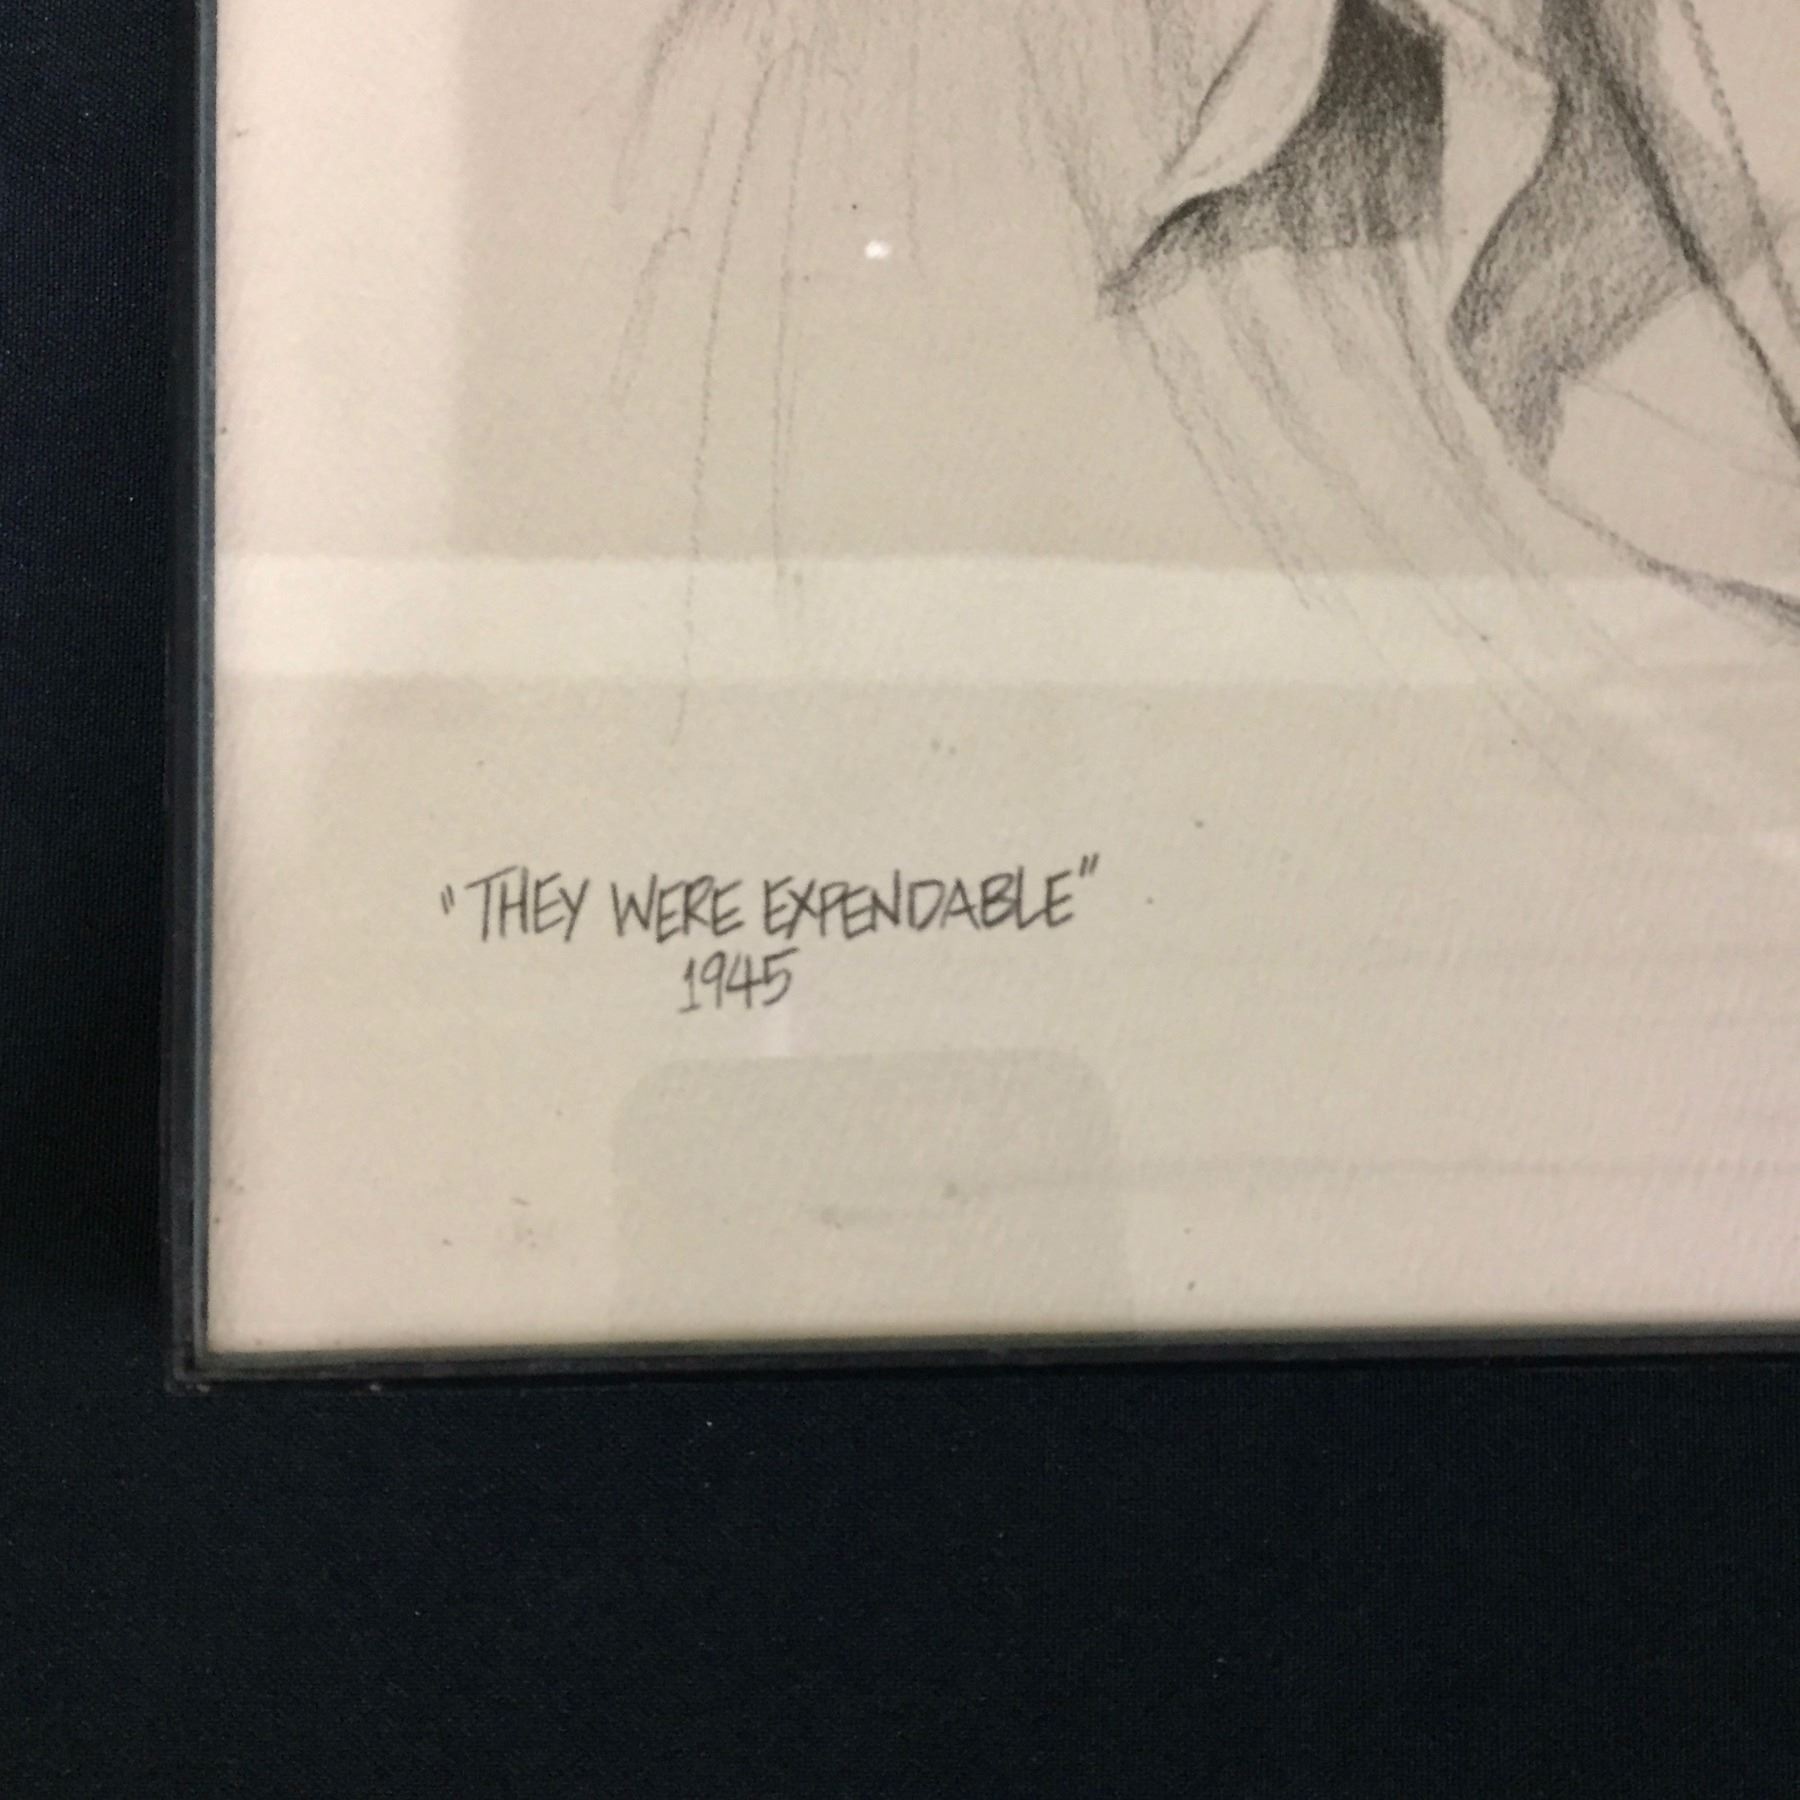 "THEY WERE EXPENDABLE"
1945